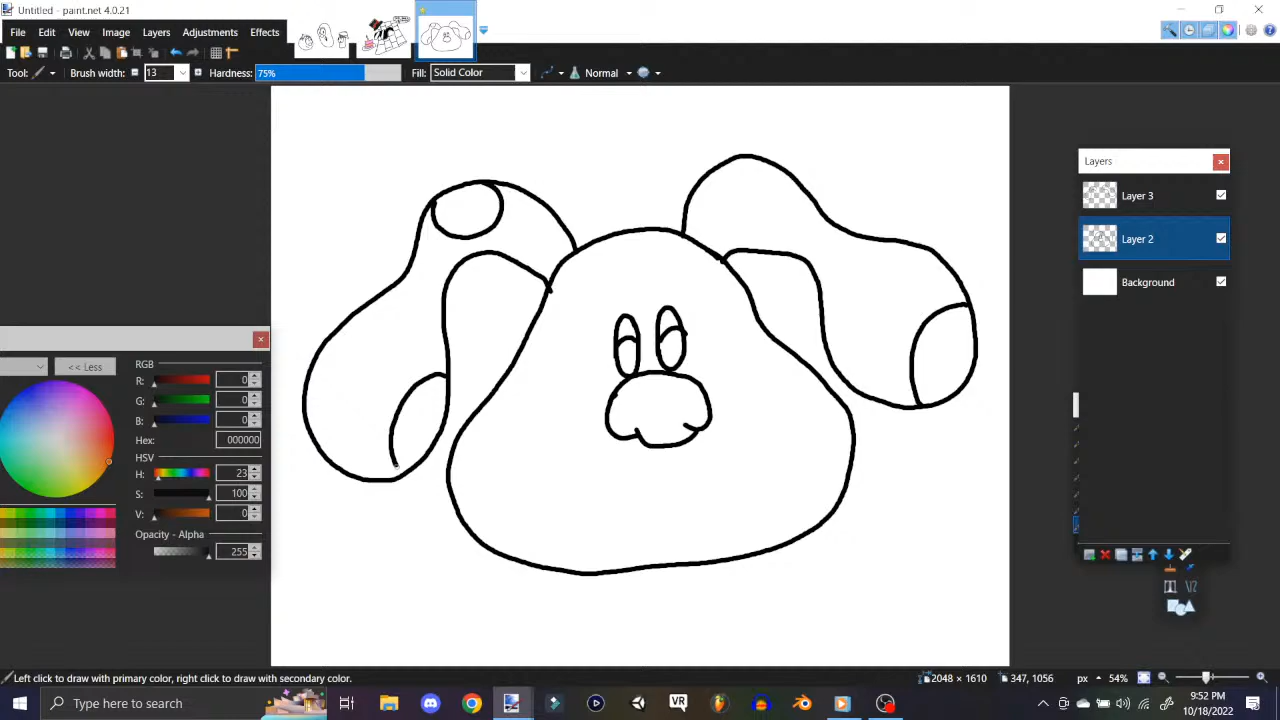 Untitled - paint.net 4.0.21
File Edit View Image Layers Adjustments Effects
Tool: Brush width: 13 Hardness: 75% Fill: Solid Color Normal
Layers
Layer 3
Layer 2
Background
<< Less
RGB
R: 0
G: 0
B: 0
Hex: 000000
HSV
H: 23
S: 100
V: 0
Opacity - Alpha
255
Left click to draw with primary color, right click to draw with secondary color.
2048 × 1610 347, 1056 px 54%
Type here to search
VR
9:52 PM
10/18/2022